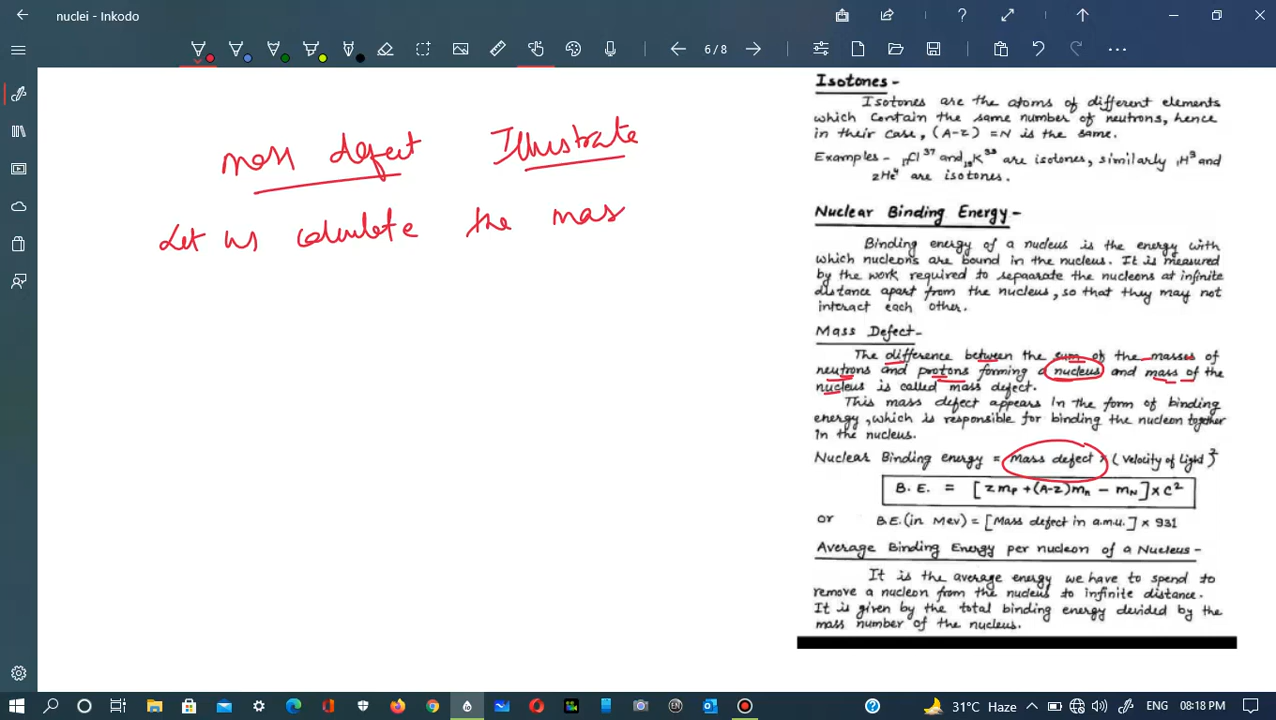 nuclei - Inkodo
6/8
mass defect Illustrate
Let us calculate the mas
Isotones -
Isotones are the atoms of different elements
which contain the same number of neutrons, hence
in their case, (A-Z) = N is the same.
Examples - 17Cl37 and 19K39 are isotones, similarly 1H3 and
2He4 are isotones.
Nuclear Binding Energy -
Binding energy of a nucleus is the energy with
which nucleons are bound in the nucleus. It is measured
by the work required to sepaarate the nucleons at infinite
distance apart from the nucleus, so that they may not
interact each other.
Mass Defect -
The difference between the sum of the masses of
neutrons and protons forming a nucleus and mass of the
nucleus is called mass defect.
This mass defect appears in the form of binding
energy, which is responsible for binding the nucleon together
in the nucleus.
Nuclear Binding energy = Mass defect × (Velocity of Light)2
B.E. = [Zmp + (A-Z)mn - mN] × C2
or B.E.(in Mev) = [Mass defect in a.m.u.] × 931
Average Binding Energy per nucleon of a Nucleus -
It is the average energy we have to spend to
remove a nucleon from the nucleus to infinite distance.
It is given by the total binding energy devided by the
mass number of the nucleus.
31°C Haze
ENG
08:18 PM